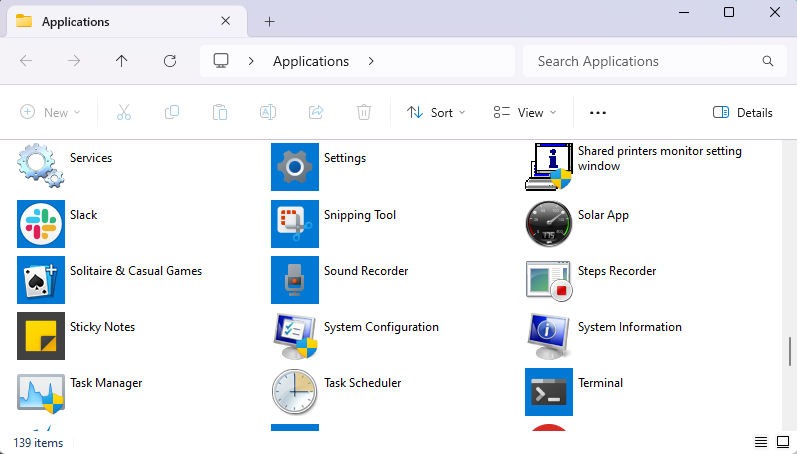 Applications
Applications
Search Applications
New
Sort
View
Details
Services
Settings
Shared printers monitor setting
window
Slack
Snipping Tool
Solar App
Solitaire & Casual Games
Sound Recorder
Steps Recorder
Sticky Notes
System Configuration
System Information
Task Manager
Task Scheduler
Terminal
139 items